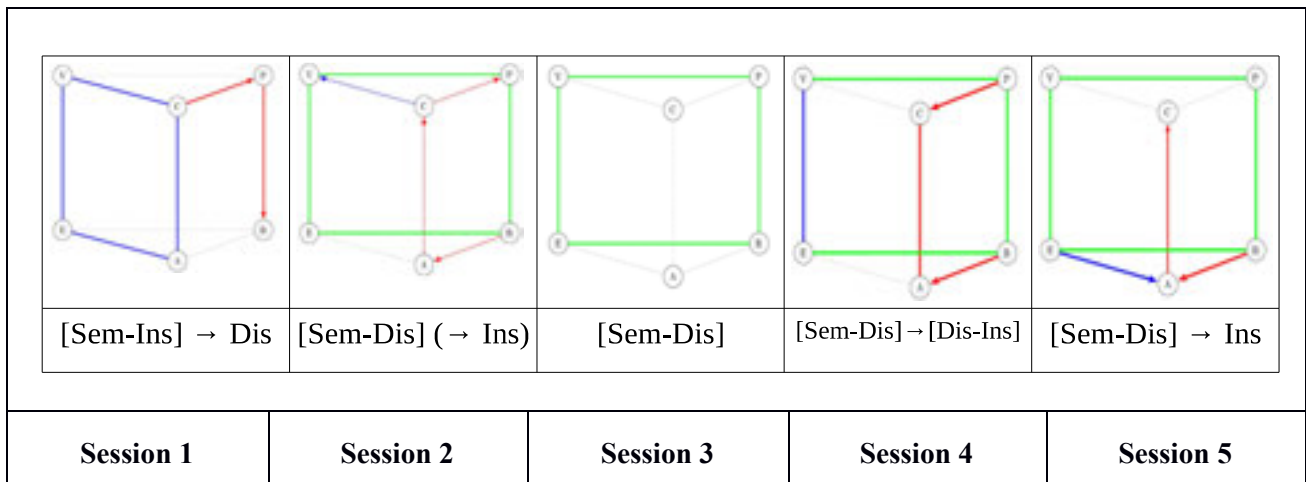 V P V P V P V P V P
C C C C C
E B E B E B E B E B
A A A A A
[Sem-Ins] → Dis [Sem-Dis] (→ Ins) [Sem-Dis] [Sem-Dis]→[Dis-Ins] [Sem-Dis] → Ins
Session 1 Session 2 Session 3 Session 4 Session 5